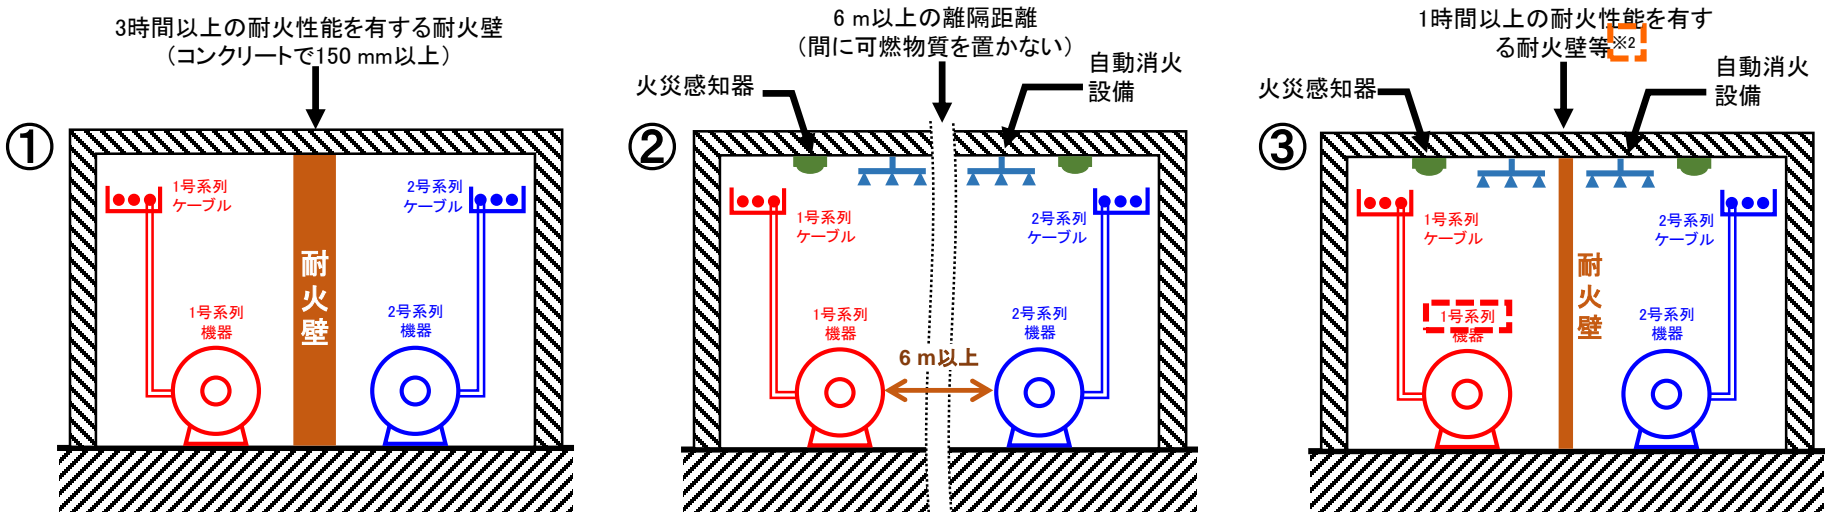 ①
3時間以上の耐火性能を有する耐火壁
（コンクリートで150 mm以上）
1号系列
ケーブル
2号系列
ケーブル
耐火壁
1号系列
機器
2号系列
機器
②
6 m以上の離隔距離
（間に可燃物質を置かない）
火災感知器
自動消火
設備
1号系列
ケーブル
2号系列
ケーブル
1号系列
機器
2号系列
機器
6 m以上
③
1時間以上の耐火性能を有す
る耐火壁等※2
火災感知器
自動消火
設備
1号系列
ケーブル
2号系列
ケーブル
耐火壁
1号系列
機器
2号系列
機器